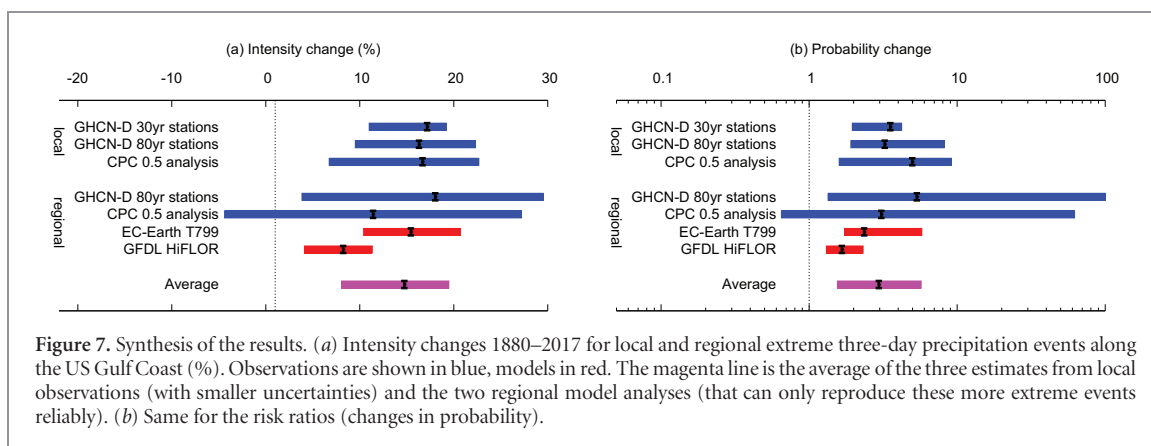 (a) Intensity change (%)
-20 -10 0 10 20 30
local
GHCN-D 30yr stations
GHCN-D 80yr stations
CPC 0.5 analysis
regional
GHCN-D 80yr stations
CPC 0.5 analysis
EC-Earth T799
GFDL HiFLOR
Average
(b) Probability change
0.1 1 10 100
local
GHCN-D 30yr stations
GHCN-D 80yr stations
CPC 0.5 analysis
regional
GHCN-D 80yr stations
CPC 0.5 analysis
EC-Earth T799
GFDL HiFLOR
Average
Figure 7. Synthesis of the results. (a) Intensity changes 1880–2017 for local and regional extreme three-day precipitation events along
the US Gulf Coast (%). Observations are shown in blue, models in red. The magenta line is the average of the three estimates from local
observations (with smaller uncertainties) and the two regional model analyses (that can only reproduce these more extreme events
reliably). (b) Same for the risk ratios (changes in probability).